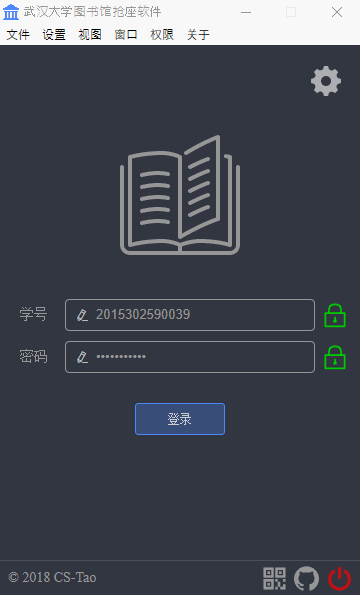 武汉大学图书馆抢座软件
文件 设置 视图 窗口 权限 关于
学号 2015302590039
密码 •••••••••••
登录
© 2018 CS-Tao